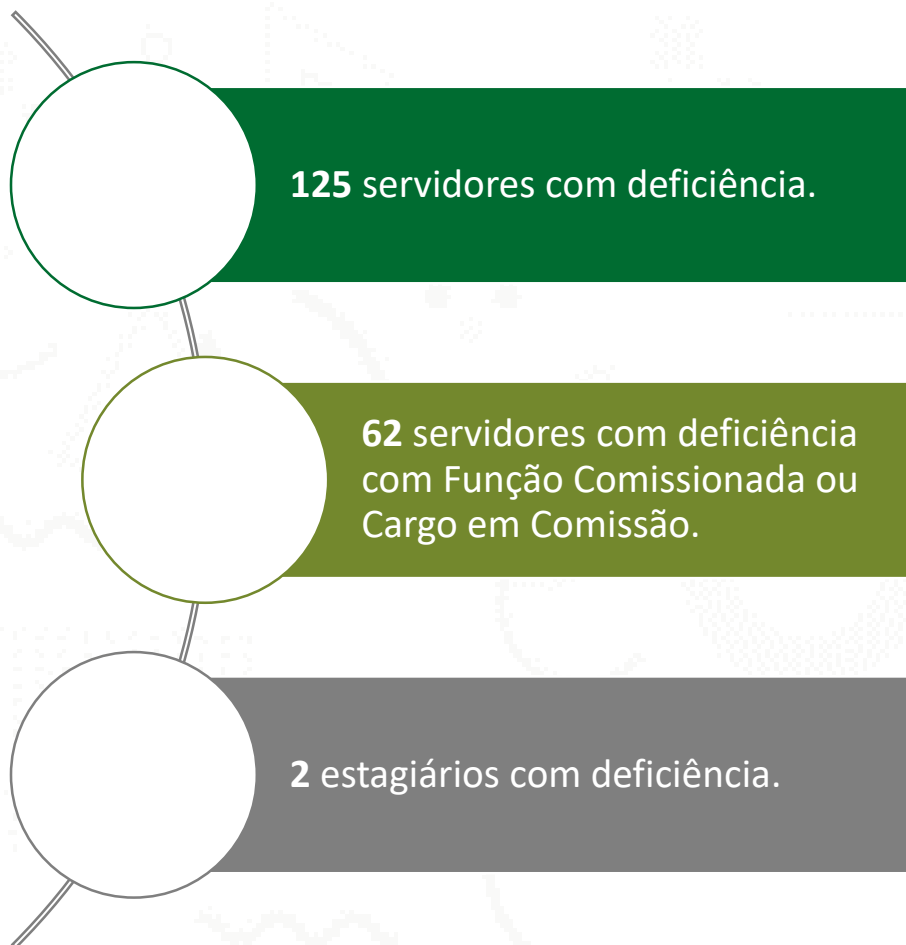 125 servidores com deficiência.
62 servidores com deficiência
com Função Comissionada ou
Cargo em Comissão.
2 estagiários com deficiência.